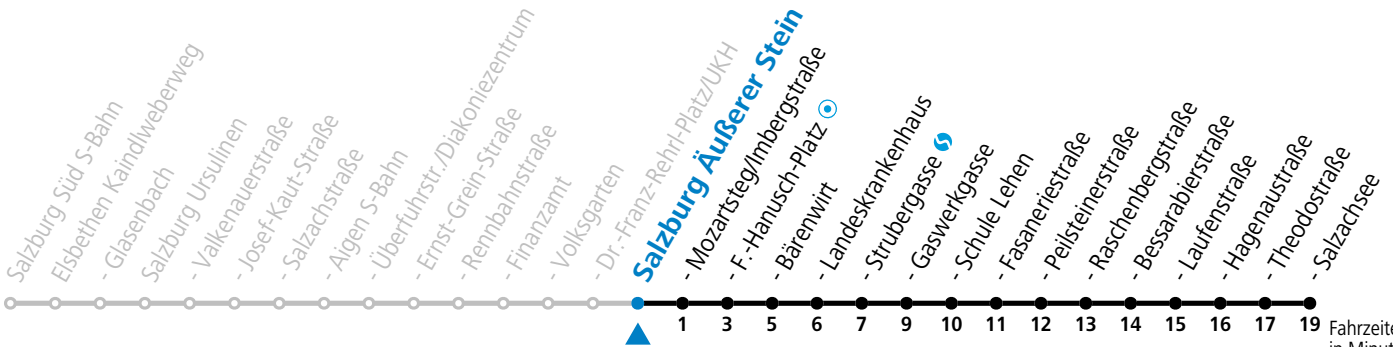 Salzburg Süd S-Bahn
Elsbethen Kaindlweberweg
- Glasenbach
Salzburg Ursulinen
- Valkenauerstraße
- Josef-Kaut-Straße
- Salzachstraße
- Aigen S-Bahn
- Überfuhrstr./Diakoniezentrum
- Ernst-Grein-Straße
- Rennbahnstraße
- Finanzamt
- Volksgarten
- Dr. Franz-Rehrl-Platz/UKH
Salzburg Äußerer Stein
- Mozartsteg/Imbergstraße
- F.-Hanusch-Platz
- Bärenwirt
- Landeskrankenhaus
- Strubergasse
- Gaswerkgasse
- Schule Lehen
- Fasaneriestraße
- Peilsteinerstraße
- Raschenbergstraße
- Bessarabierstraße
- Laufenstraße
- Hagenaustraße
- Theodostraße
- Salzachsee
1 3 5 6 7 9 10 11 12 13 14 15 16 17 19
Fahrzeite
in Minut